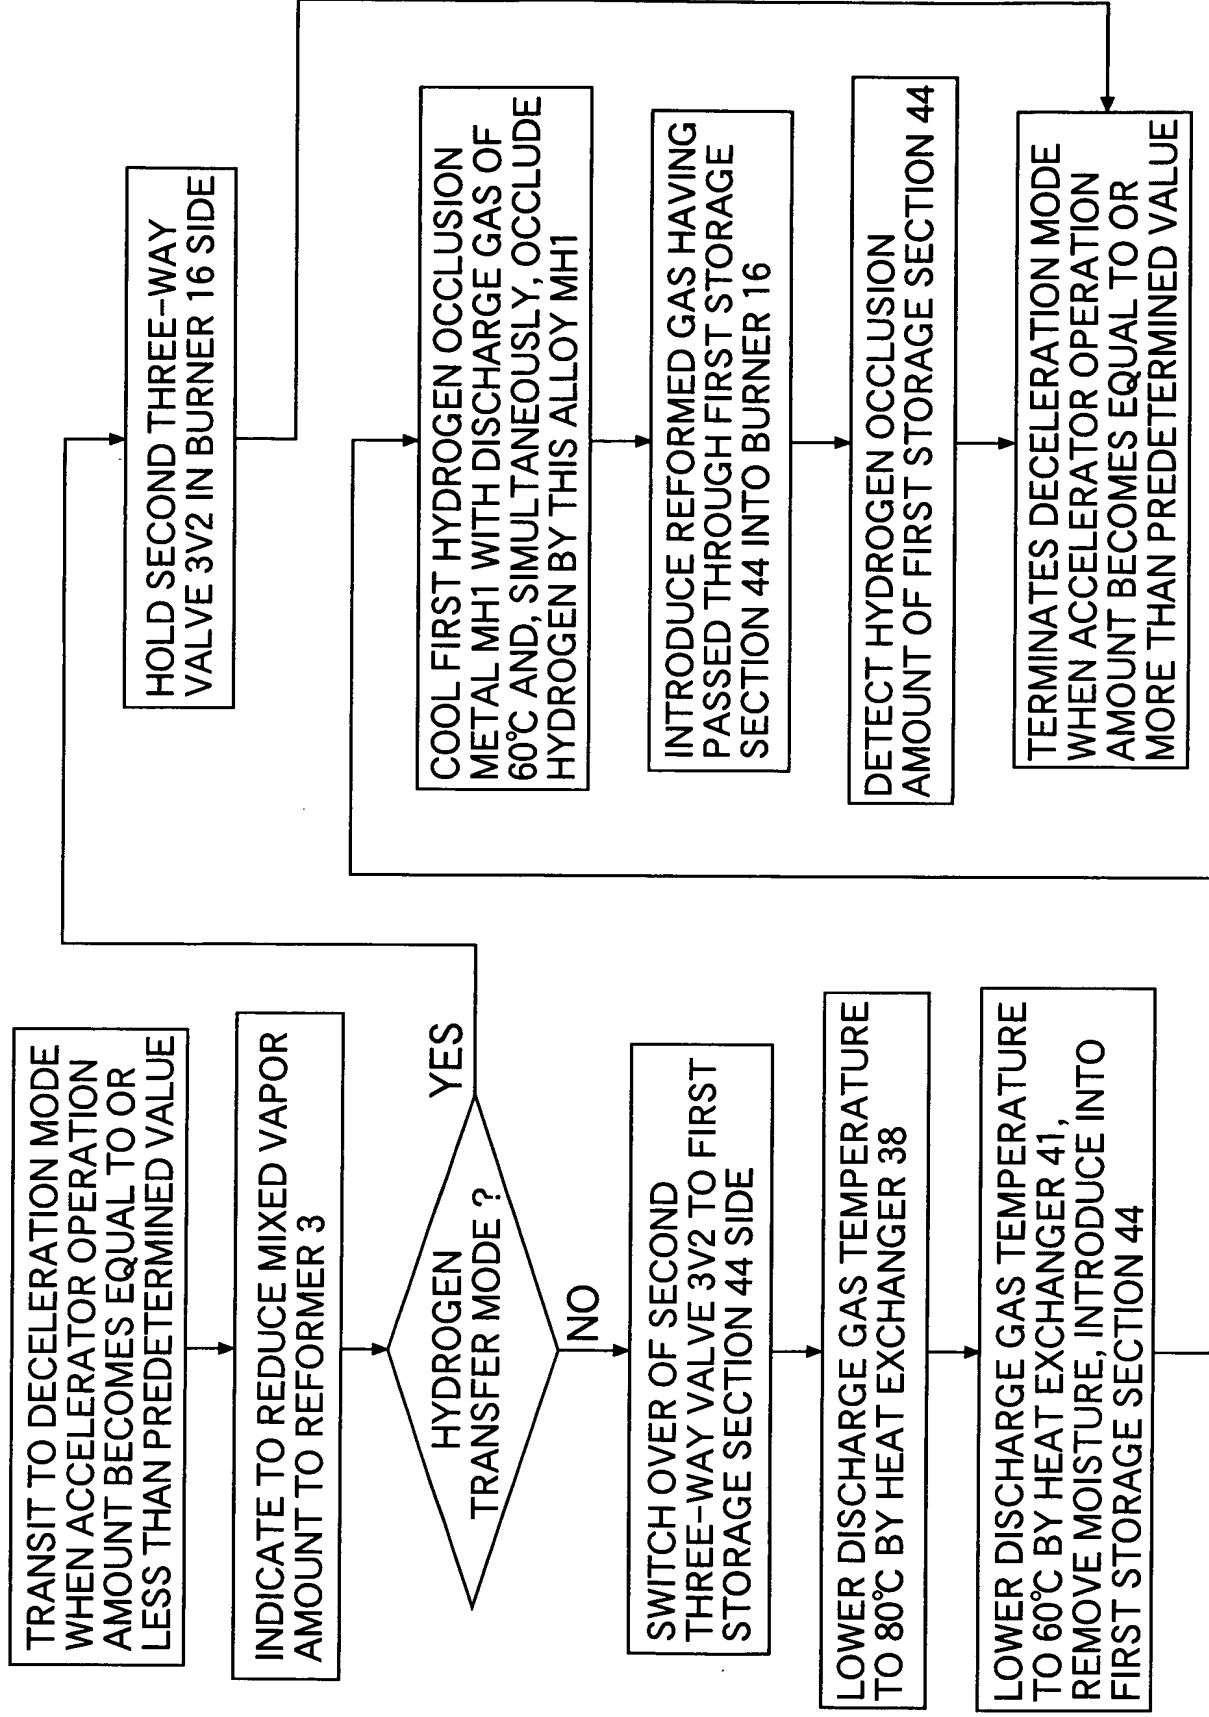 TRANSIT TO DECELERATION MODE
WHEN ACCELERATOR OPERATION
AMOUNT BECOMES EQUAL TO OR
LESS THAN PREDETERMINED VALUE
INDICATE TO REDUCE MIXED VAPOR
AMOUNT TO REFORMER 3
HYDROGEN
TRANSFER MODE ?
YES
NO
SWITCH OVER OF SECOND
THREE-WAY VALVE 3V2 TO FIRST
STORAGE SECTION 44 SIDE
LOWER DISCHARGE GAS TEMPERATURE
TO 80°C BY HEAT EXCHANGER 38
LOWER DISCHARGE GAS TEMPERATURE
TO 60°C BY HEAT EXCHANGER 41,
REMOVE MOISTURE, INTRODUCE INTO
FIRST STORAGE SECTION 44
HOLD SECOND THREE-WAY
VALVE 3V2 IN BURNER 16 SIDE
COOL FIRST HYDROGEN OCCLUSION
METAL MH1 WITH DISCHARGE GAS OF
60°C AND, SIMULTANEOUSLY, OCCLUDE
HYDROGEN BY THIS ALLOY MH1
INTRODUCE REFORMED GAS HAVING
PASSED THROUGH FIRST STORAGE
SECTION 44 INTO BURNER 16
DETECT HYDROGEN OCCLUSION
AMOUNT OF FIRST STORAGE SECTION 44
TERMINATES DECELERATION MODE
WHEN ACCELERATOR OPERATION
AMOUNT BECOMES EQUAL TO OR
MORE THAN PREDETERMINED VALUE